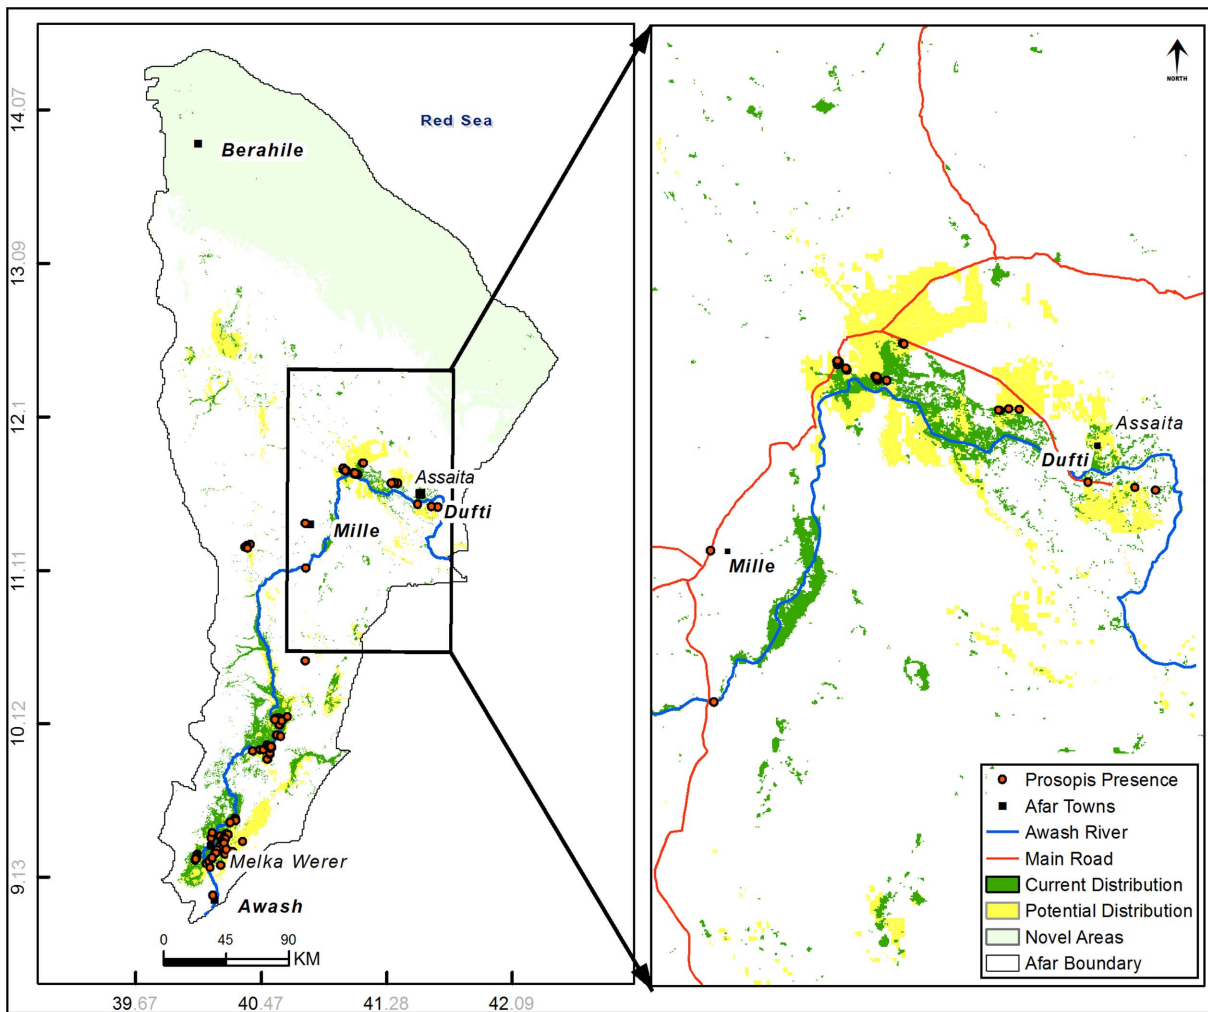 14.07
13.09
12.1
11.11
10.12
9.13
Red Sea
Berahile
Assaita
Dufti
Mille
Melka Werer
Awash
0 45 90
KM
39.67 40.47 41.28 42.09
NORTH
Assaita
Dufti
Mille
Prosopis Presence
Afar Towns
Awash River
Main Road
Current Distribution
Potential Distribution
Novel Areas
Afar Boundary